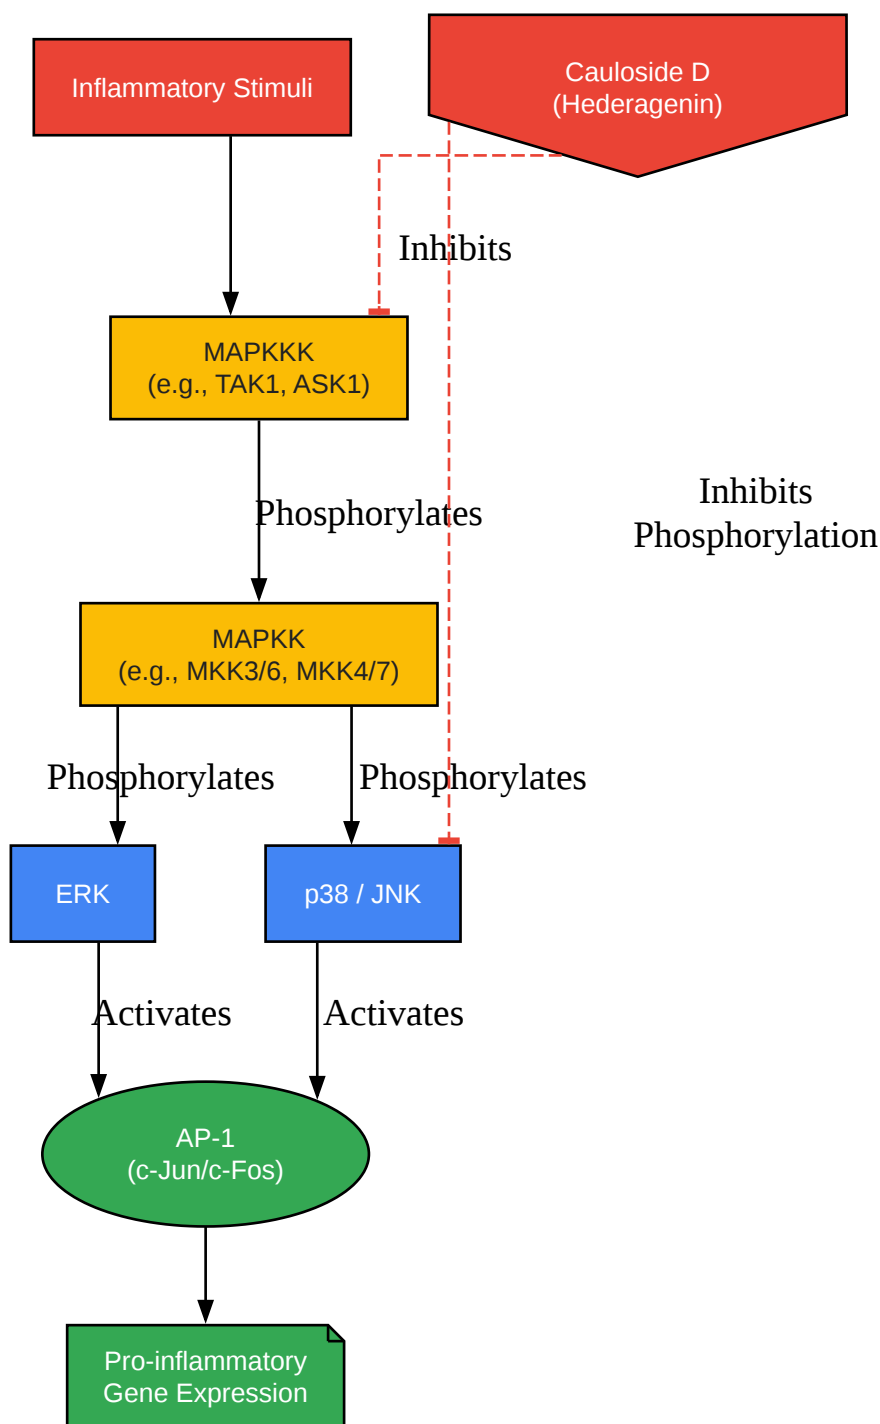 Inflammatory Stimuli
Cauloside D
(Hederagenin)
Inhibits
MAPKKK
(e.g., TAK1, ASK1)
Inhibits
Phosphorylation
Phosphorylates
MAPKK
(e.g., MKK3/6, MKK4/7)
Phosphorylates
Phosphorylates
ERK
p38 / JNK
Activates
Activates
AP-1
(c-Jun/c-Fos)
Pro-inflammatory
Gene Expression